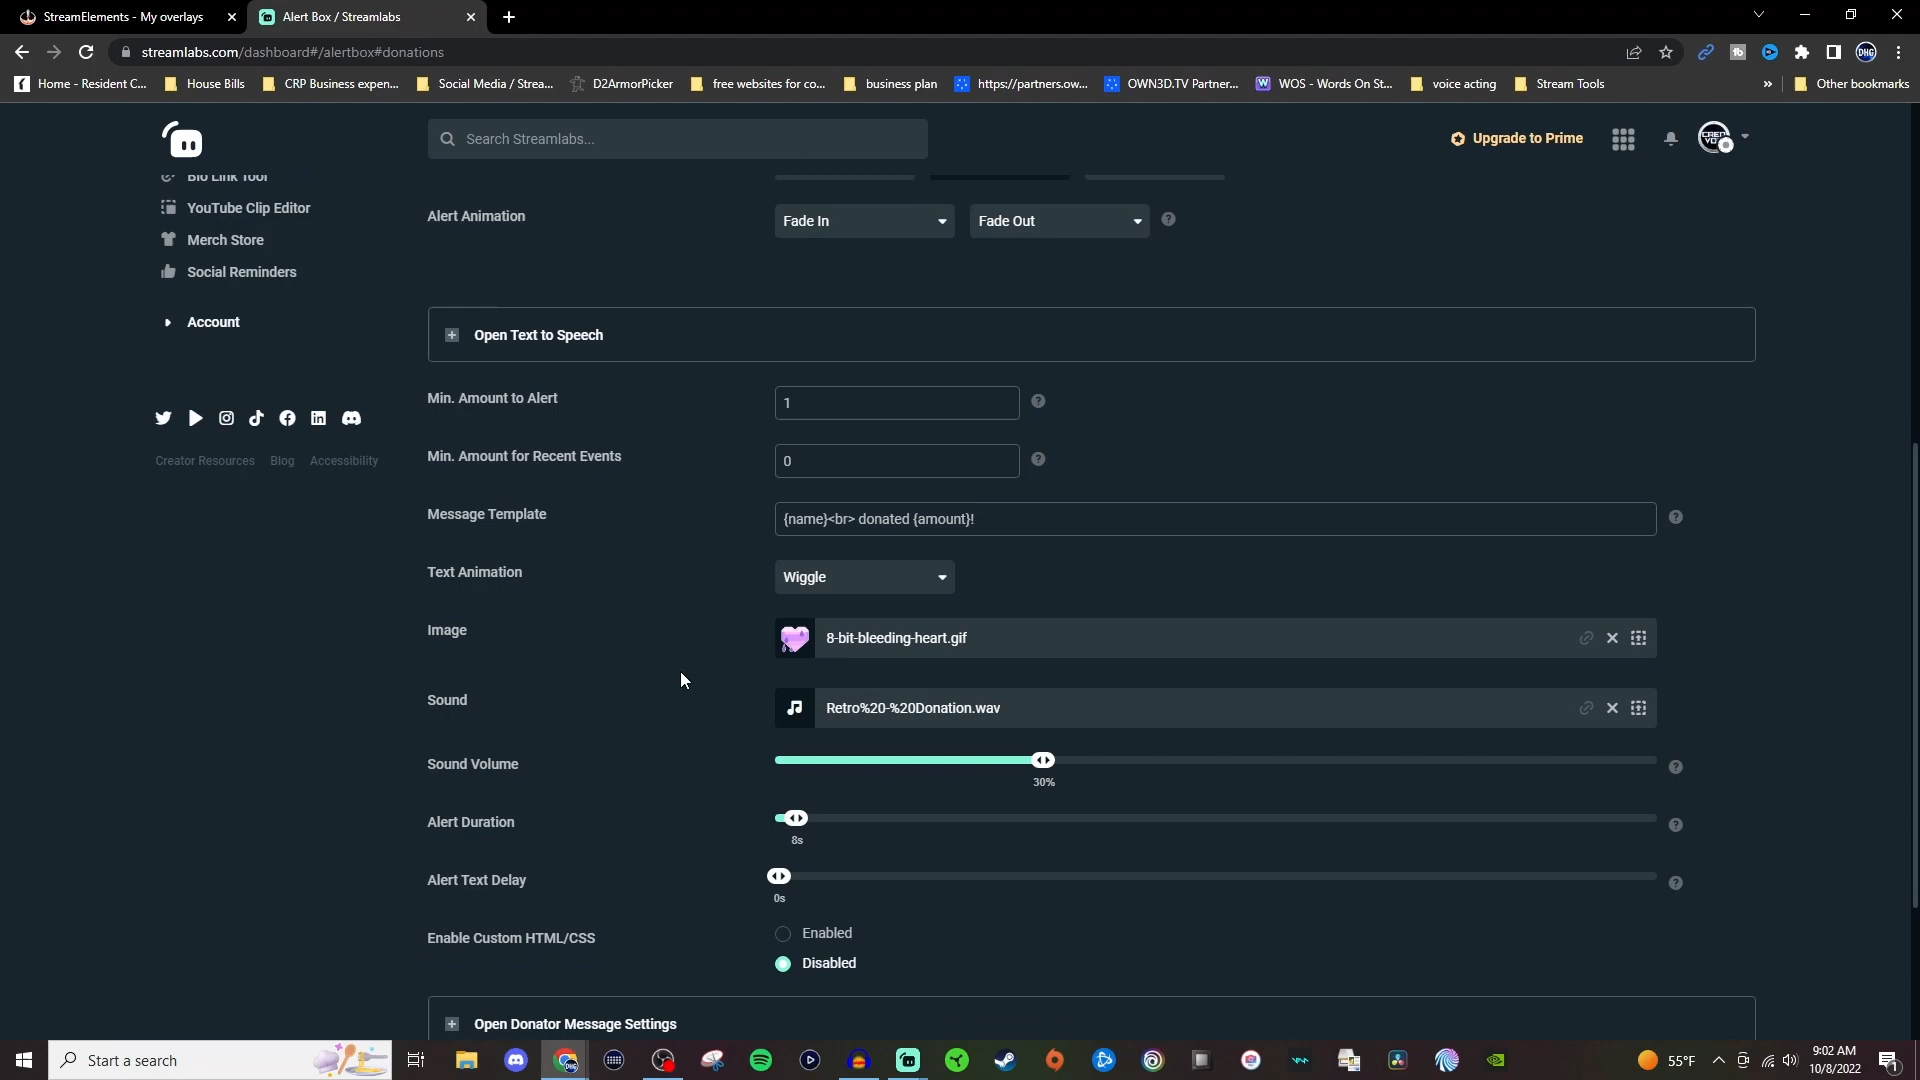 StreamElements - My overlays
Alert Box / Streamlabs
streamlabs.com/dashboard#/alertbox#donations
Home - Resident C...
House Bills
CRP Business expen...
Social Media / Strea...
D2ArmorPicker
free websites for co...
business plan
https://partners.ow...
OWN3D.TV Partner...
WOS - Words On St...
voice acting
Stream Tools
Other bookmarks
Search Streamlabs...
Upgrade to Prime
Bio Link Tool
YouTube Clip Editor
Merch Store
Social Reminders
Account
Creator Resources Blog Accessibility
Alert Animation
Fade In
Fade Out
Open Text to Speech
Min. Amount to Alert
1
Min. Amount for Recent Events
0
Message Template
{name}<br> donated {amount}!
Text Animation
Wiggle
Image
8-bit-bleeding-heart.gif
Sound
Retro%20-%20Donation.wav
Sound Volume
30%
Alert Duration
8s
Alert Text Delay
0s
Enable Custom HTML/CSS
Enabled
Disabled
Open Donator Message Settings
Start a search
55°F
9:02 AM
10/8/2022
1